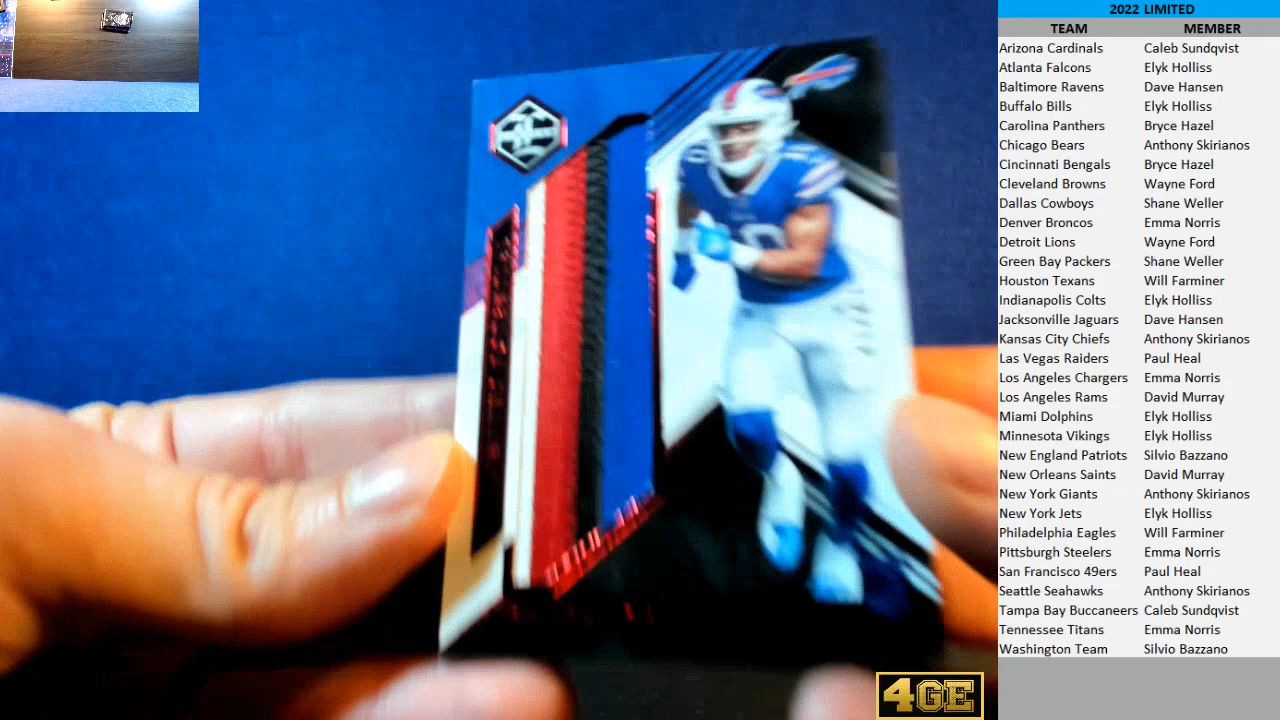 2022 LIMITED
TEAM MEMBER
Arizona Cardinals Caleb Sundqvist
Atlanta Falcons Elyk Holliss
Baltimore Ravens Dave Hansen
Buffalo Bills Elyk Holliss
Carolina Panthers Bryce Hazel
Chicago Bears Anthony Skirianos
Cincinnati Bengals Bryce Hazel
Cleveland Browns Wayne Ford
Dallas Cowboys Shane Weller
Denver Broncos Emma Norris
Detroit Lions Wayne Ford
Green Bay Packers Shane Weller
Houston Texans Will Farminer
Indianapolis Colts Elyk Holliss
Jacksonville Jaguars Dave Hansen
Kansas City Chiefs Anthony Skirianos
Las Vegas Raiders Paul Heal
Los Angeles Chargers Emma Norris
Los Angeles Rams David Murray
Miami Dolphins Elyk Holliss
Minnesota Vikings Elyk Holliss
New England Patriots Silvio Bazzano
New Orleans Saints David Murray
New York Giants Anthony Skirianos
New York Jets Elyk Holliss
Philadelphia Eagles Will Farminer
Pittsburgh Steelers Emma Norris
San Francisco 49ers Paul Heal
Seattle Seahawks Anthony Skirianos
Tampa Bay Buccaneers Caleb Sundqvist
Tennessee Titans Emma Norris
Washington Team Silvio Bazzano
4GE